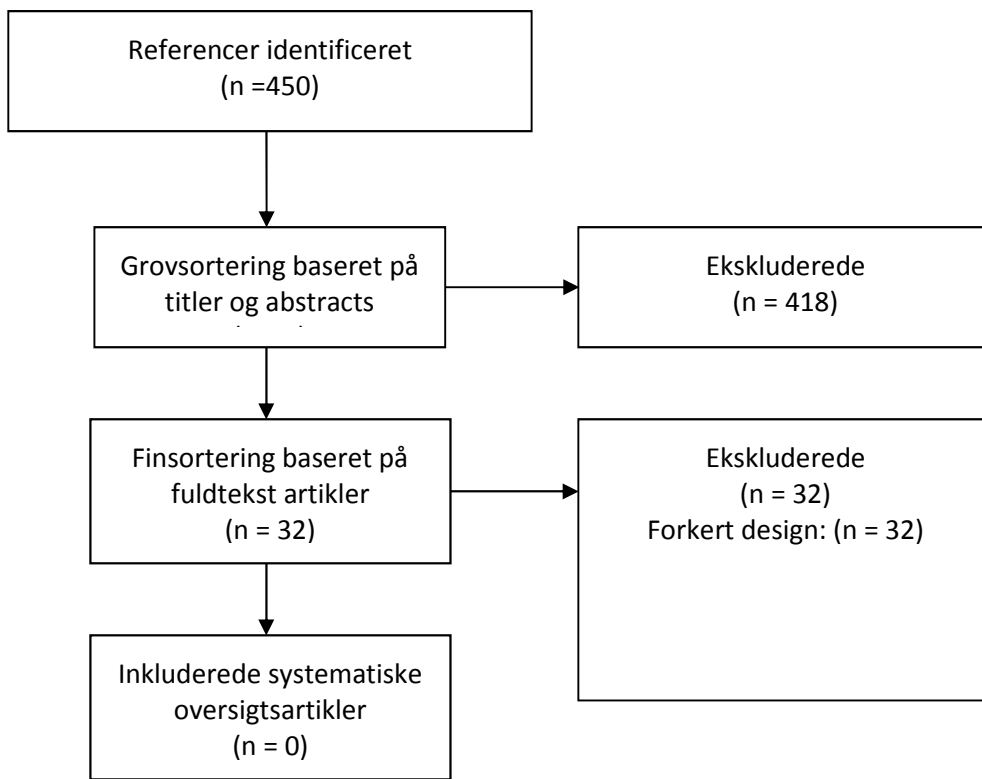 Referencer identificeret
(n =450)
Grovsortering baseret på
titler og abstracts
Ekskluderede
(n = 418)
Finsortering baseret på
fuldtekst artikler
(n = 32)
Ekskluderede
(n = 32)
Forkert design: (n = 32)
Inkluderede systematiske
oversigtsartikler
(n = 0)